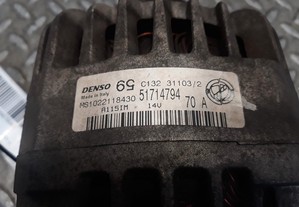 DENSO 59 C132 31103/2
Made in Italy
MS1022118430 51714794
A115IM 14V 70 A